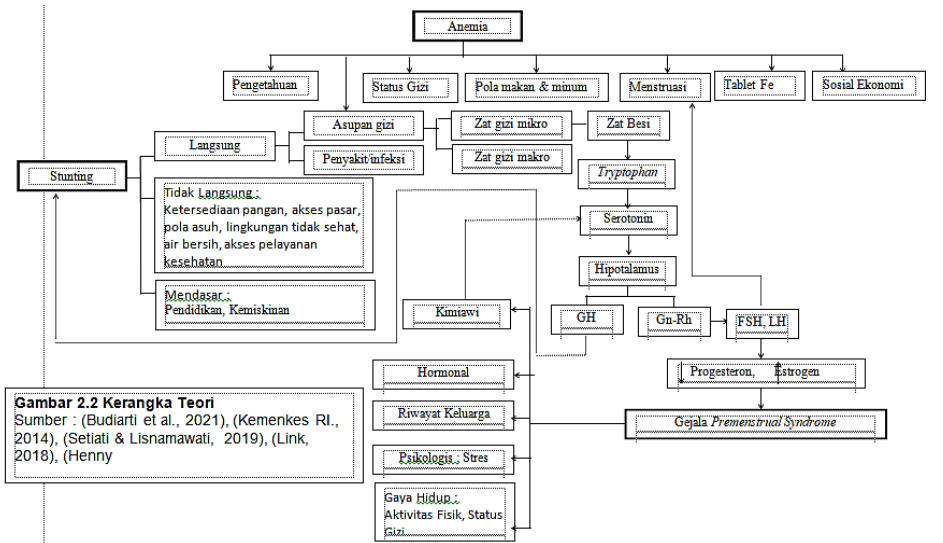 Anemia
Pengetahuan
Status Gizi
Pola makan & minum
Menstruasi
Tablet Fe
Sosial Ekonomi
Asupan gizi
Zat gizi mikro
Zat Besi
Langsung
Penyakit/infeksi
Zat gizi makro
Stunting
Tryptophan
Tidak Langsung :
Ketersediaan pangan, akses pasar,
pola asuh, lingkungan tidak sehat,
air bersih, akses pelayanan
kesehatan
Serotonin
Hipotalamus
Mendasar :
Pendidikan, Kemiskinan
Kimiawi
GH
Gn-Rh
FSH, LH
Hormonal
Progesteron, Estrogen
Gambar 2.2 Kerangka Teori
Sumber : (Budiarti et al., 2021), (Kemenkes RI.,
2014), (Setiati & Lisnamawati, 2019), (Link,
2018), (Henny
Riwayat Keluarga
Gejala Premenstrual Syndrome
Psikologis : Stres
Gaya Hidup :
Aktivitas Fisik, Status
Gizi